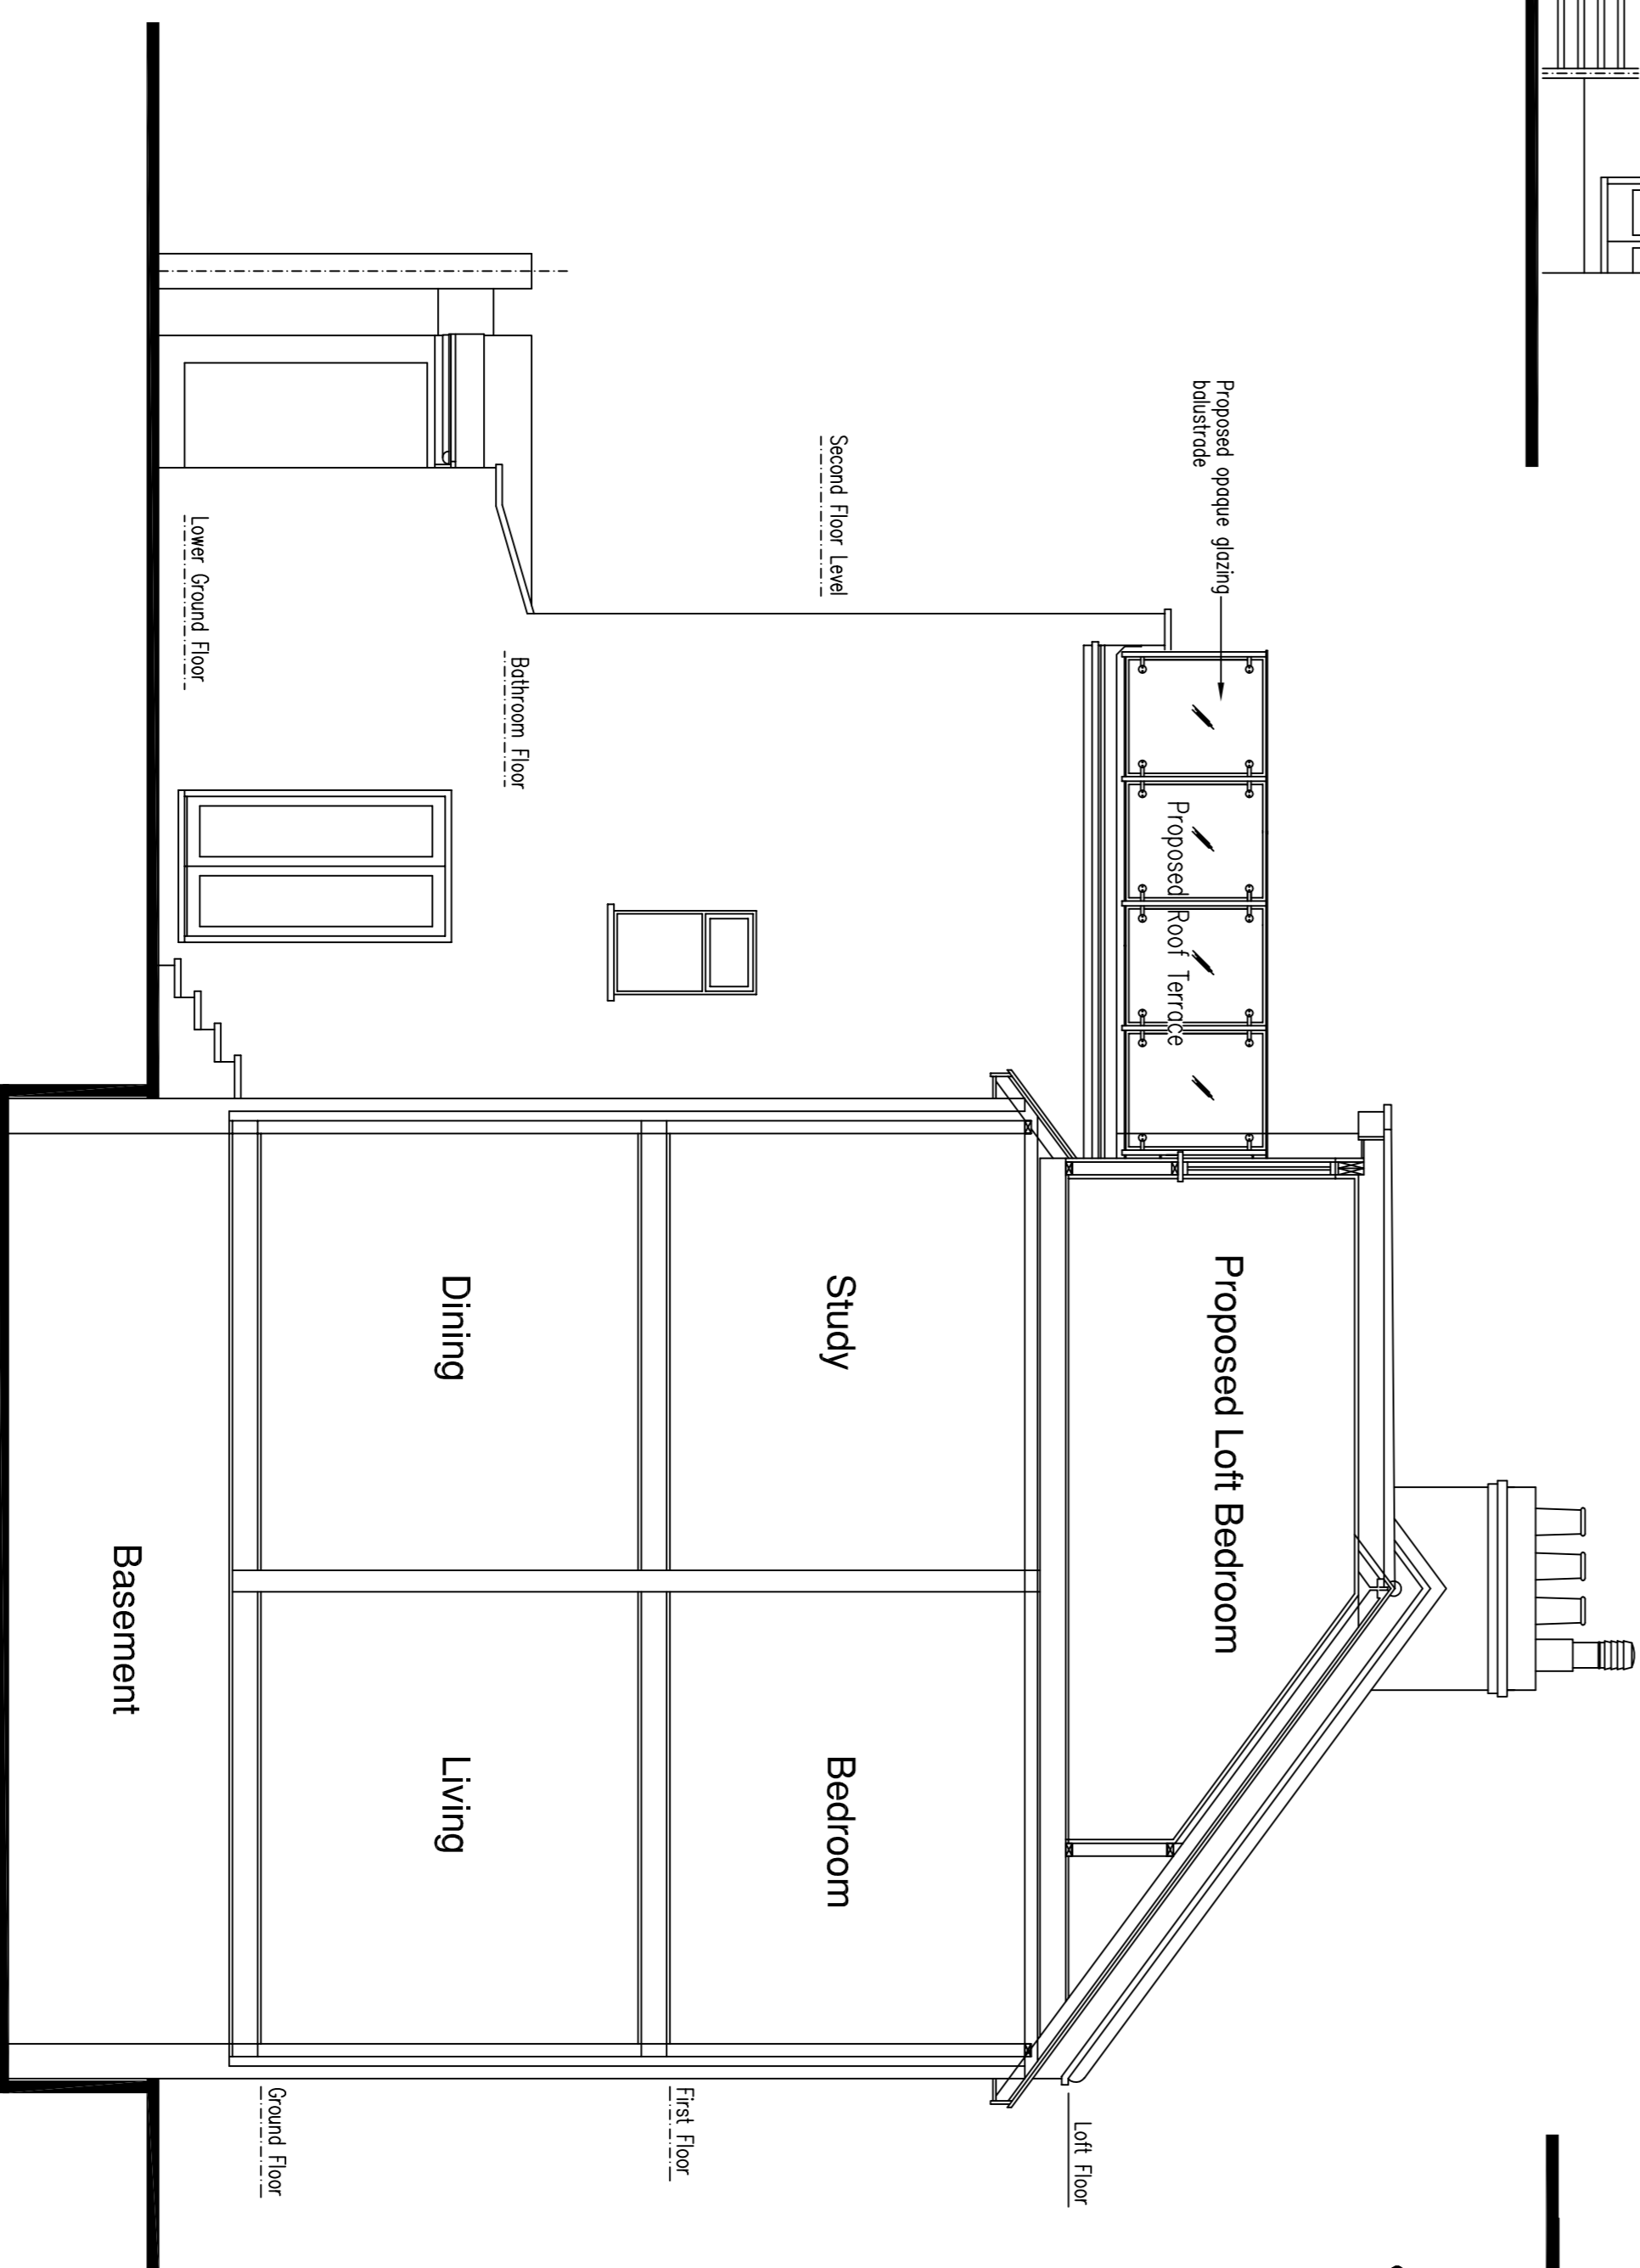 Proposed opaque glazing
balustrade
Proposed Roof Terrace
Proposed Loft Bedroom
Loft Floor
Second Floor Level
Study
Bedroom
First Floor
Bathroom Floor
Dining
Living
Ground Floor
Lower Ground Floor
Basement